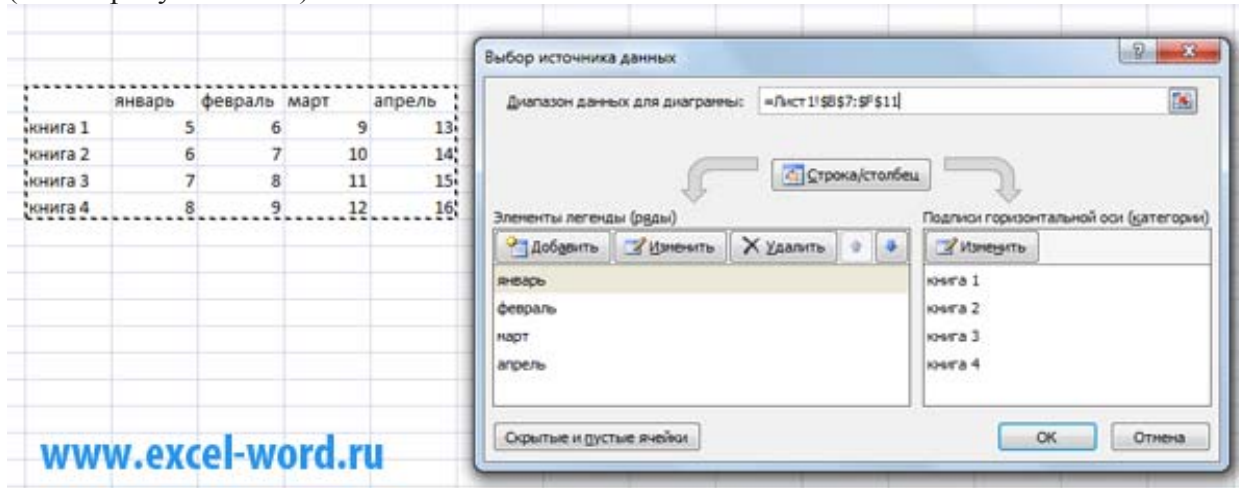 Выбор источника данных
Диапазон данных для диаграммы: =Лист1!$B$7:$F$11
январь февраль март апрель
книга 1 5 6 9 13
книга 2 6 7 10 14
книга 3 7 8 11 15
книга 4 8 9 12 16
Строка/столбец
Элементы легенды (ряды)
Подписи горизонтальной оси (категории)
Добавить Изменить Удалить
Изменить
январь
февраль
март
апрель
книга 1
книга 2
книга 3
книга 4
Скрытые и пустые ячейки
OK Отмена
www.excel-word.ru